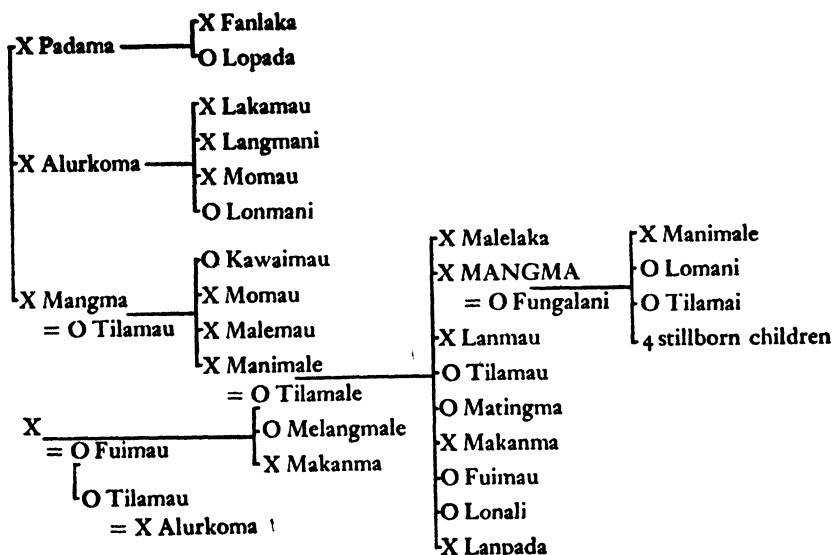 X Fanlaka
X Padama
O Lopada
X Lakamau
X Langmani
X Alurkoma
X Momau
O Lonmani
O Kawaimau
X Mangma
= O Tilamau
X Momau
X Malemau
X Manimale
= O Tilamale
X
= O Fuimau
O Melangmale
X Makanma
O Tilamau
= X Alurkoma
X Malelaka
X MANGMA
= O Fungalani
X Lanmau
O Tilamau
O Matingma
X Makanma
O Fuimau
O Lonali
X Lanpada
X Manimale
O Lomani
O Tilamai
4 stillborn children